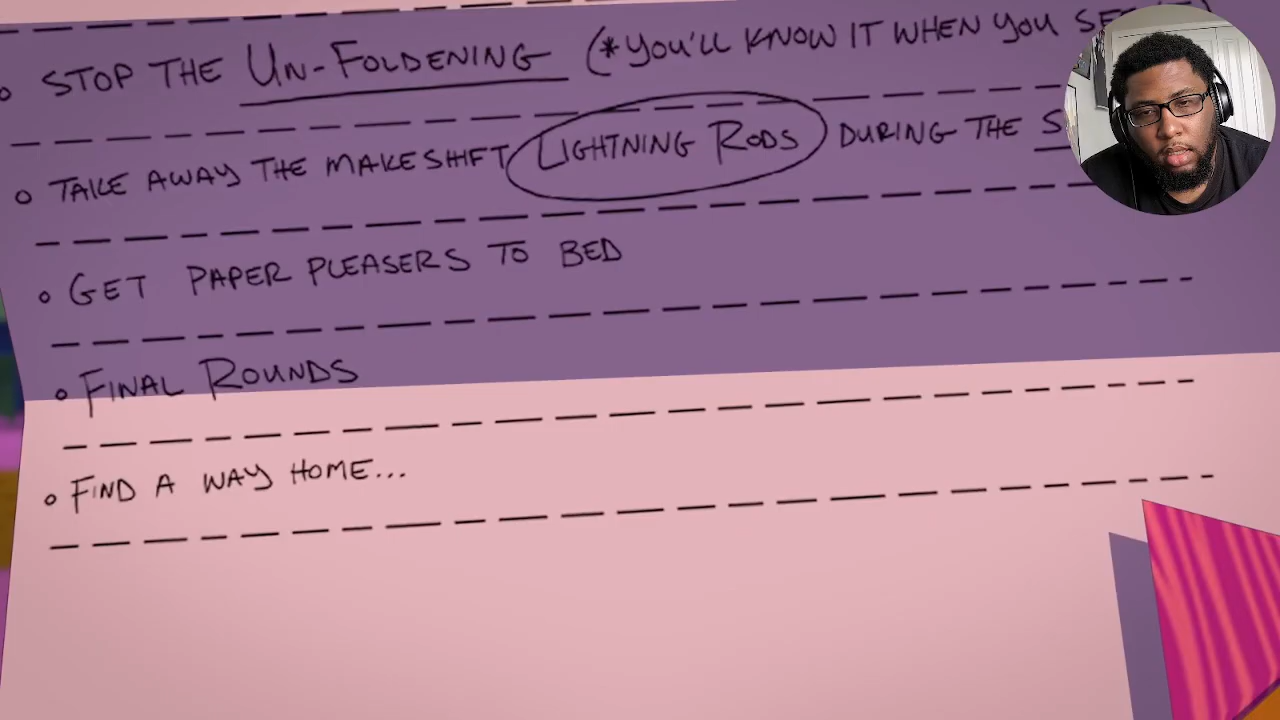 STOP THE UN-FOLDENING (*YOU'LL KNOW IT WHEN YOU
TAKE AWAY THE MAKESHIFT LIGHTNING RODS DURING THE
GET PAPER PLEASERS TO BED
FINAL ROUNDS
FIND A WAY HOME...